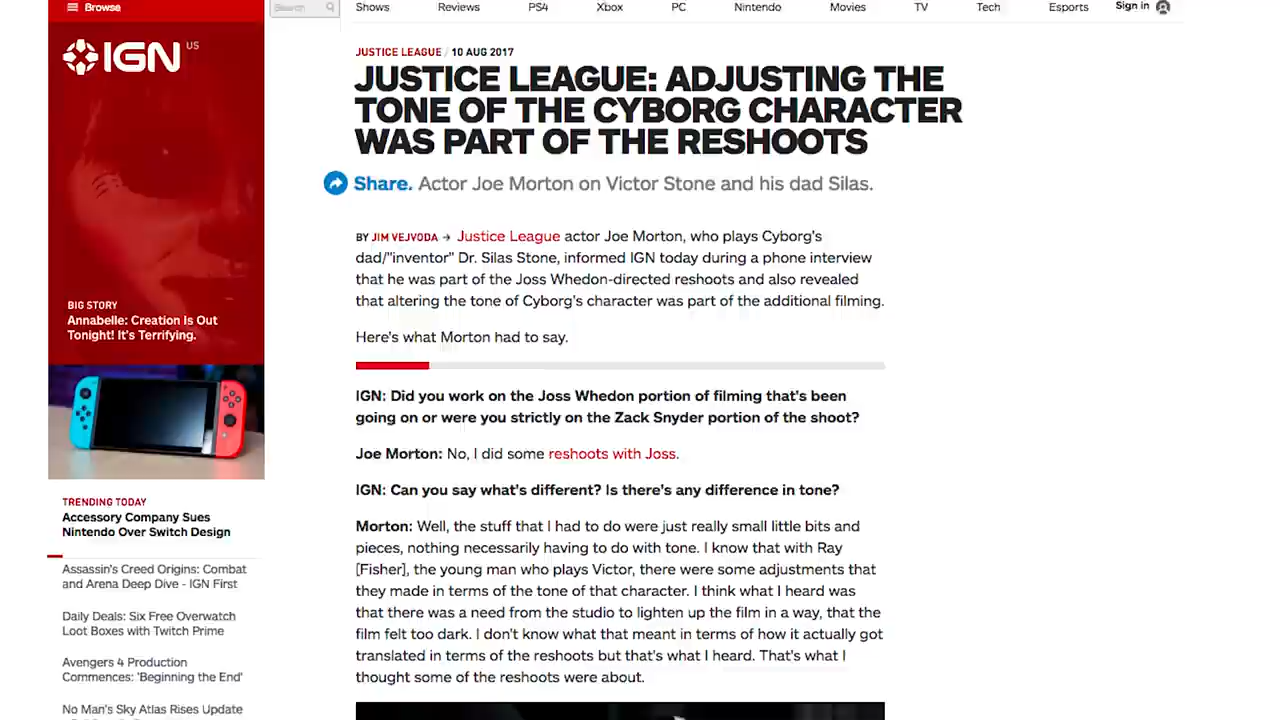 Browse
Search
Shows
Reviews
PS4
Xbox
PC
Nintendo
Movies
TV
Tech
Esports
Sign in
IGN US
BIG STORY
Annabelle: Creation Is Out
Tonight! It's Terrifying.
TRENDING TODAY
Accessory Company Sues
Nintendo Over Switch Design
Assassin's Creed Origins: Combat
and Arena Deep Dive - IGN First
Daily Deals: Six Free Overwatch
Loot Boxes with Twitch Prime
Avengers 4 Production
Commences: 'Beginning the End'
No Man's Sky Atlas Rises Update
JUSTICE LEAGUE / 10 AUG 2017
JUSTICE LEAGUE: ADJUSTING THE
TONE OF THE CYBORG CHARACTER
WAS PART OF THE RESHOOTS
Share. Actor Joe Morton on Victor Stone and his dad Silas.
BY JIM VEJVODA → Justice League actor Joe Morton, who plays Cyborg's
dad/"inventor" Dr. Silas Stone, informed IGN today during a phone interview
that he was part of the Joss Whedon-directed reshoots and also revealed
that altering the tone of Cyborg's character was part of the additional filming.
Here's what Morton had to say.
IGN: Did you work on the Joss Whedon portion of filming that's been
going on or were you strictly on the Zack Snyder portion of the shoot?
Joe Morton: No, I did some reshoots with Joss.
IGN: Can you say what's different? Is there's any difference in tone?
Morton: Well, the stuff that I had to do were just really small little bits and
pieces, nothing necessarily having to do with tone. I know that with Ray
[Fisher], the young man who plays Victor, there were some adjustments that
they made in terms of the tone of that character. I think what I heard was
that there was a need from the studio to lighten up the film in a way, that the
film felt too dark. I don't know what that meant in terms of how it actually got
translated in terms of the reshoots but that's what I heard. That's what I
thought some of the reshoots were about.